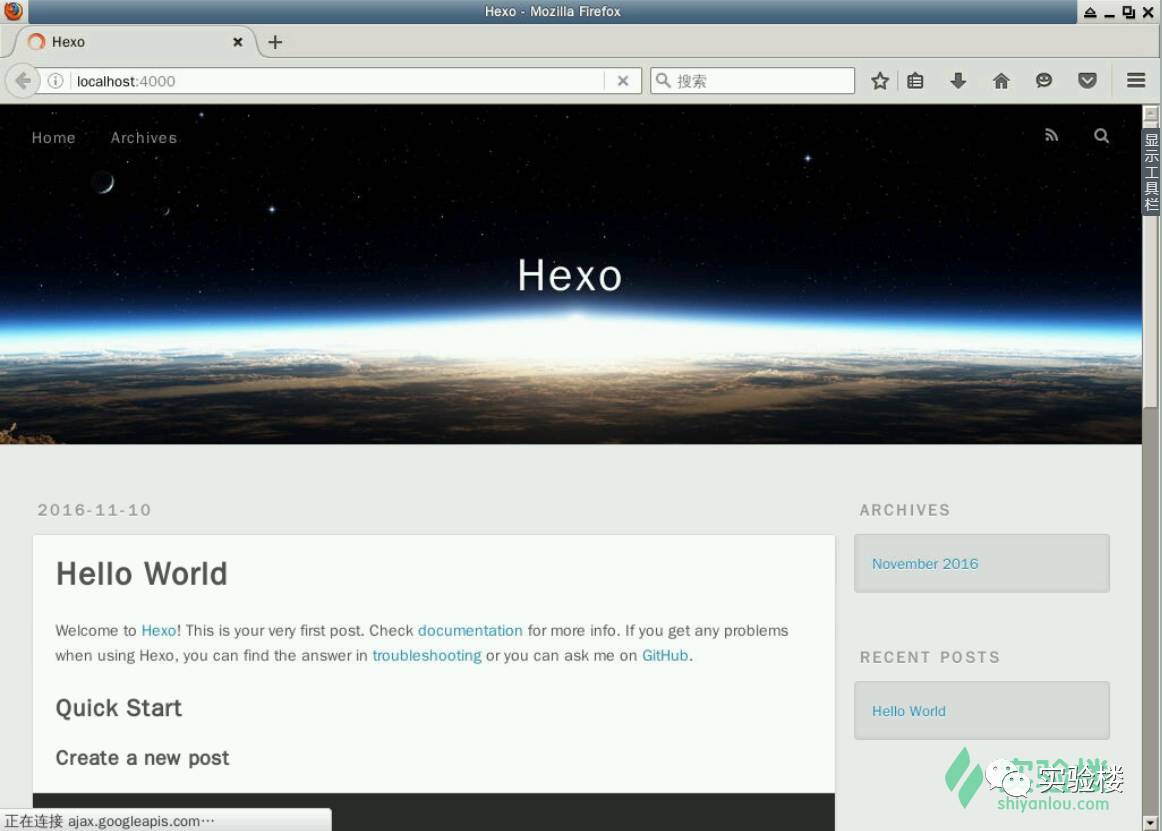 Hexo - Mozilla Firefox
Hexo
localhost:4000
搜索
Home Archives
显示工具栏
Hexo
2016-11-10
Hello World
Welcome to Hexo! This is your very first post. Check documentation for more info. If you get any problems
when using Hexo, you can find the answer in troubleshooting or you can ask me on GitHub.
Quick Start
Create a new post
ARCHIVES
November 2016
RECENT POSTS
Hello World
实验楼
shiyanlou.com
正在连接 ajax.googleapis.com…